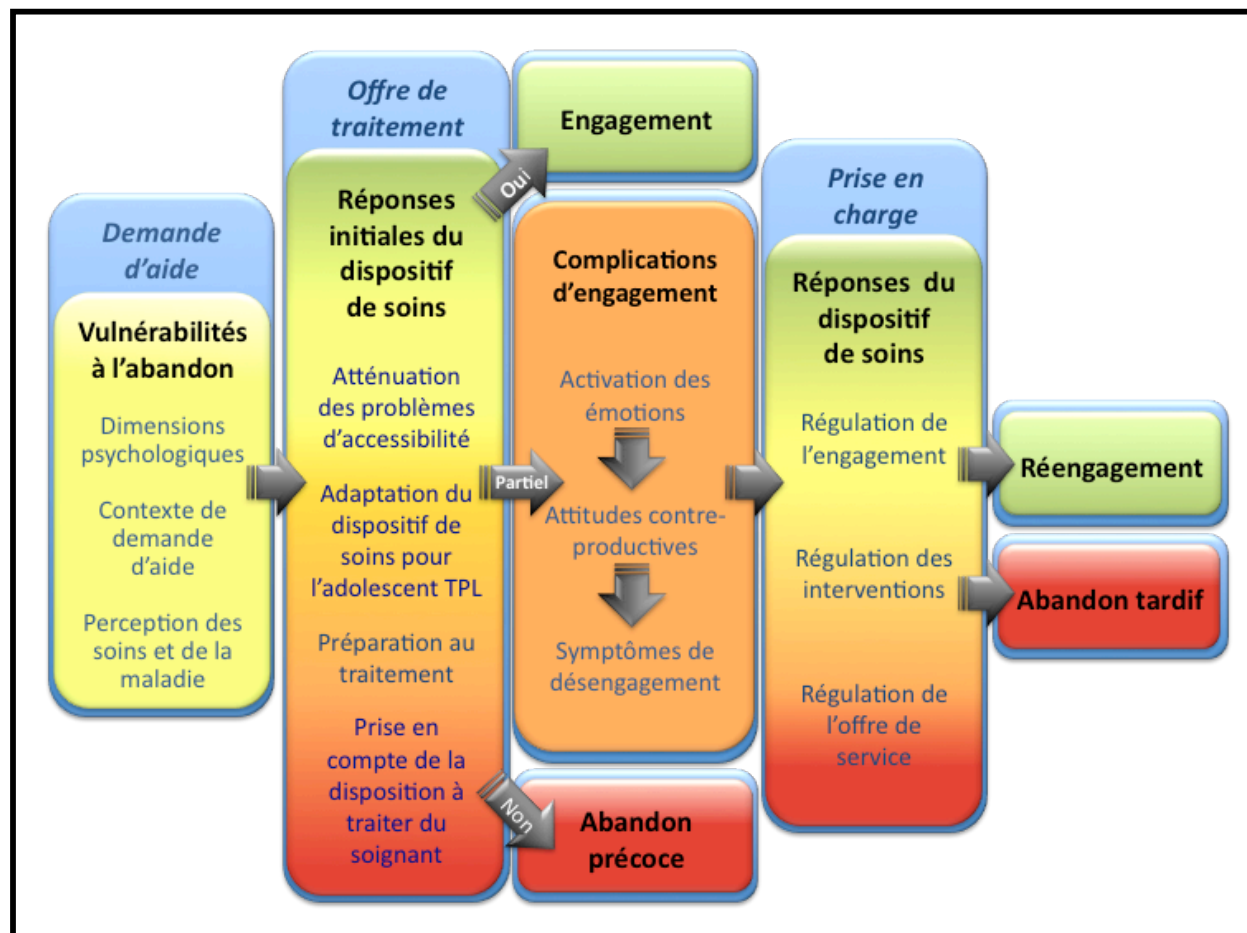 Demande
d'aide
Vulnérabilités
à l'abandon
Dimensions
psychologiques
Contexte de
demande
d'aide
Perception des
soins et de la
maladie
Offre de
traitement
Réponses
initiales du
dispositif
de soins
Atténuation
des problèmes
d'accessibilité
Adaptation du
dispositif de
soins pour
l'adolescent TPL
Préparation au
traitement
Prise en
compte de la
disposition à
traiter du
soignant
Oui
Partiel
Non
Engagement
Complications
d'engagement
Activation des
émotions
Attitudes contre-
productives
Symptômes de
désengagement
Abandon
précoce
Prise en
charge
Réponses du
dispositif
de soins
Régulation de
l'engagement
Régulation des
interventions
Régulation de
l'offre de
service
Réengagement
Abandon tardif